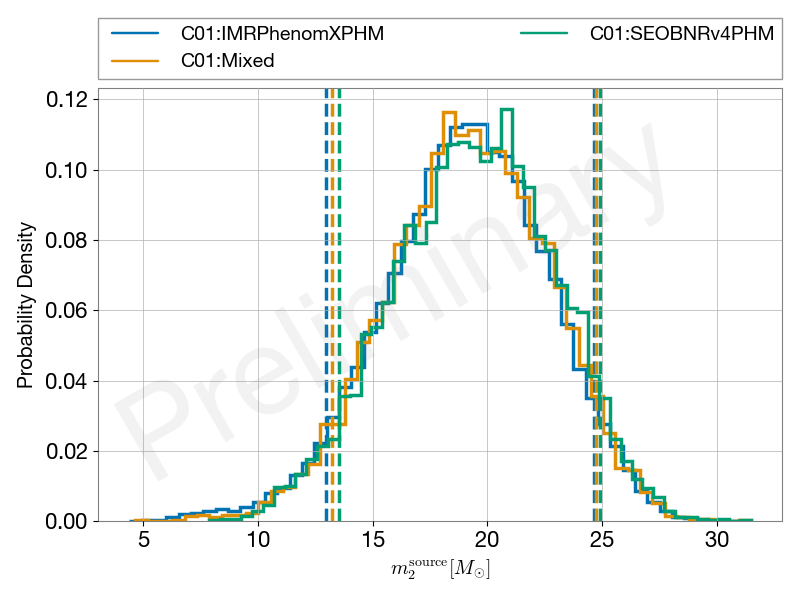 C01:IMRPhenomXPHM
C01:SEOBNRv4PHM
C01:Mixed
Preliminary
Probability Density
0.12
0.10
0.08
0.06
0.04
0.02
0.00
5 10 15 20 25 30
m₂^source [M⊙]